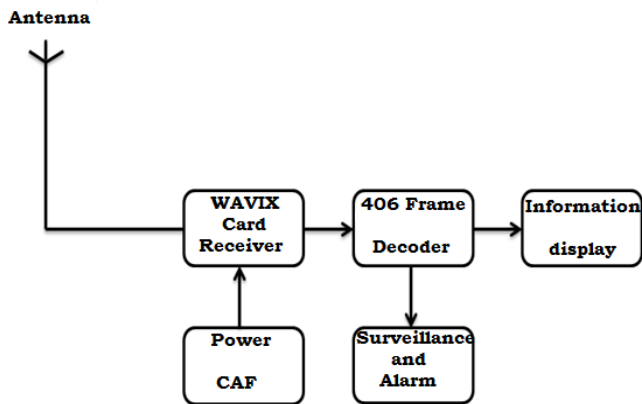 Antenna
WAVIX
Card
Receiver
406 Frame
Decoder
Information
display
Power
CAF
Surveillance
and
Alarm